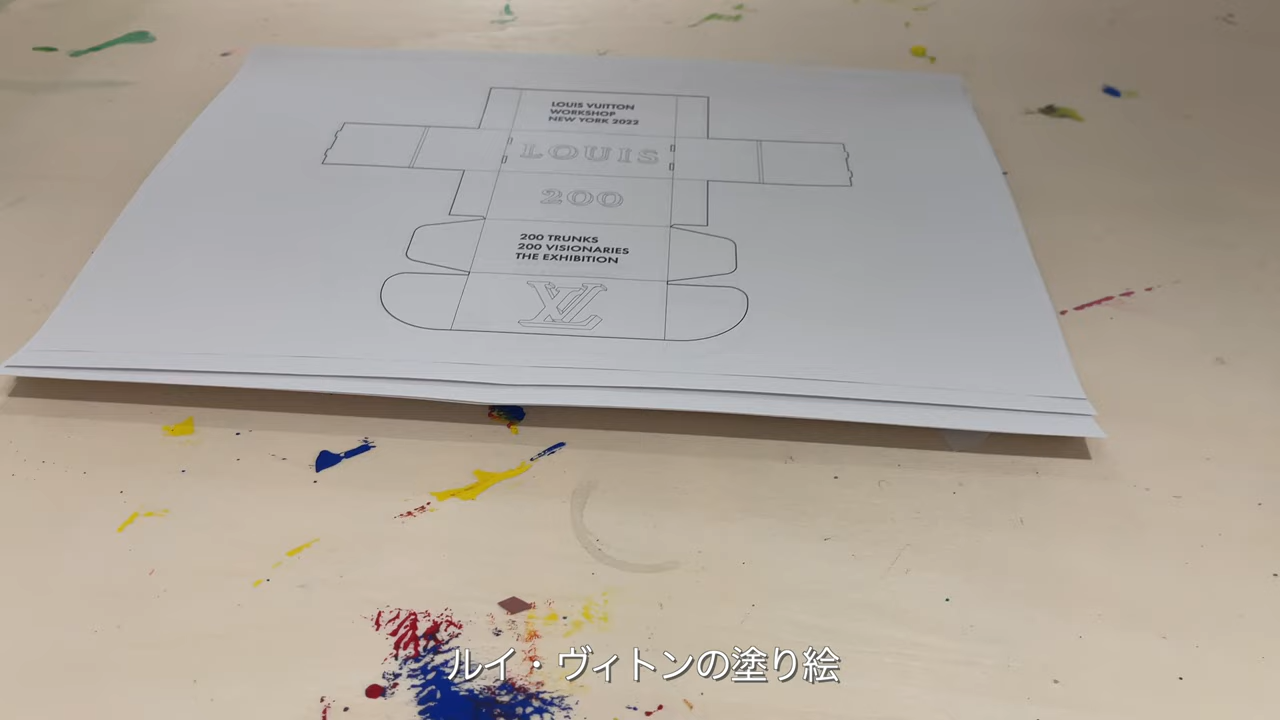 LOUIS VUITTON
WORKSHOP
NEW YORK 2022
LOUIS
200
200 TRUNKS
200 VISIONARIES
THE EXHIBITION
LV
ルイ・ヴィトンの塗り絵